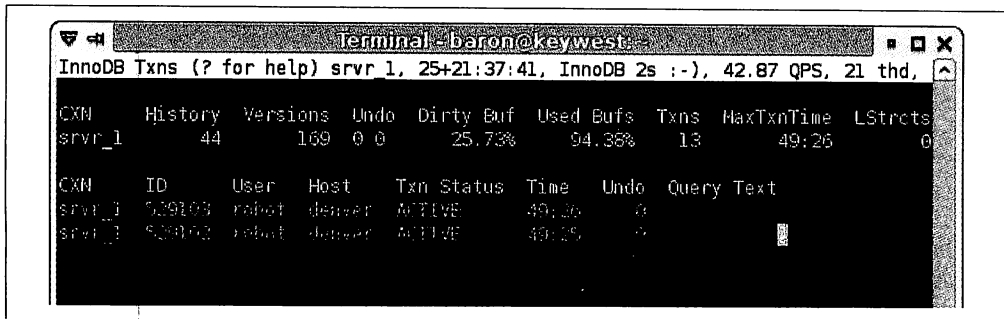 Terminal - baron@keywest: ~
InnoDB Txns (? for help) srvr_1, 25+21:37:41, InnoDB 2s :-), 42.87 QPS, 21 thd,
CXN History Versions Undo Dirty Buf Used Bufs Txns MaxTxnTime LStrcts
srvr_1 44 169 0 0 25.73% 94.38% 13 49:26 0
CXN ID User Host Txn Status Time Undo Query Text
srvr_1 robot denver ACTIVE 49:26 0
srvr_1 robot denver ACTIVE 49:25 0